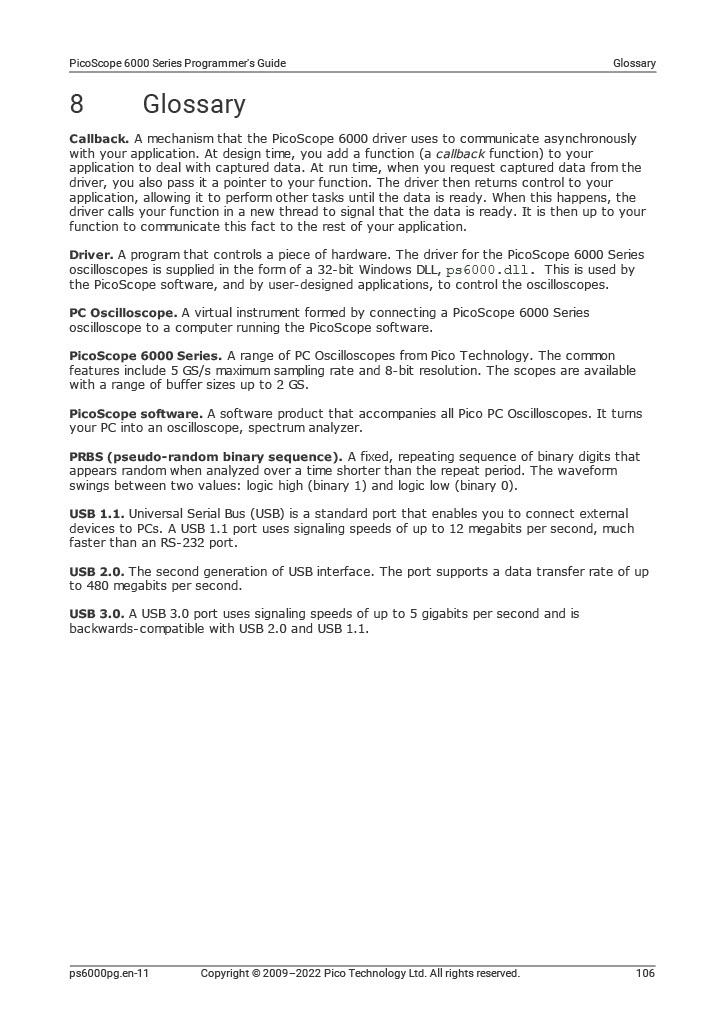 PicoScope 6000 Series Programmer's Guide Glossary
8 Glossary
Callback. A mechanism that the PicoScope 6000 driver uses to communicate asynchronously
with your application. At design time, you add a function (a callback function) to your
application to deal with captured data. At run time, when you request captured data from the
driver, you also pass it a pointer to your function. The driver then returns control to your
application, allowing it to perform other tasks until the data is ready. When this happens, the
driver calls your function in a new thread to signal that the data is ready. It is then up to your
function to communicate this fact to the rest of your application.
Driver. A program that controls a piece of hardware. The driver for the PicoScope 6000 Series
oscilloscopes is supplied in the form of a 32-bit Windows DLL, ps6000.dll. This is used by
the PicoScope software, and by user-designed applications, to control the oscilloscopes.
PC Oscilloscope. A virtual instrument formed by connecting a PicoScope 6000 Series
oscilloscope to a computer running the PicoScope software.
PicoScope 6000 Series. A range of PC Oscilloscopes from Pico Technology. The common
features include 5 GS/s maximum sampling rate and 8-bit resolution. The scopes are available
with a range of buffer sizes up to 2 GS.
PicoScope software. A software product that accompanies all Pico PC Oscilloscopes. It turns
your PC into an oscilloscope, spectrum analyzer.
PRBS (pseudo-random binary sequence). A fixed, repeating sequence of binary digits that
appears random when analyzed over a time shorter than the repeat period. The waveform
swings between two values: logic high (binary 1) and logic low (binary 0).
USB 1.1. Universal Serial Bus (USB) is a standard port that enables you to connect external
devices to PCs. A USB 1.1 port uses signaling speeds of up to 12 megabits per second, much
faster than an RS-232 port.
USB 2.0. The second generation of USB interface. The port supports a data transfer rate of up
to 480 megabits per second.
USB 3.0. A USB 3.0 port uses signaling speeds of up to 5 gigabits per second and is
backwards-compatible with USB 2.0 and USB 1.1.
ps6000pg.en-11 Copyright © 2009–2022 Pico Technology Ltd. All rights reserved. 106